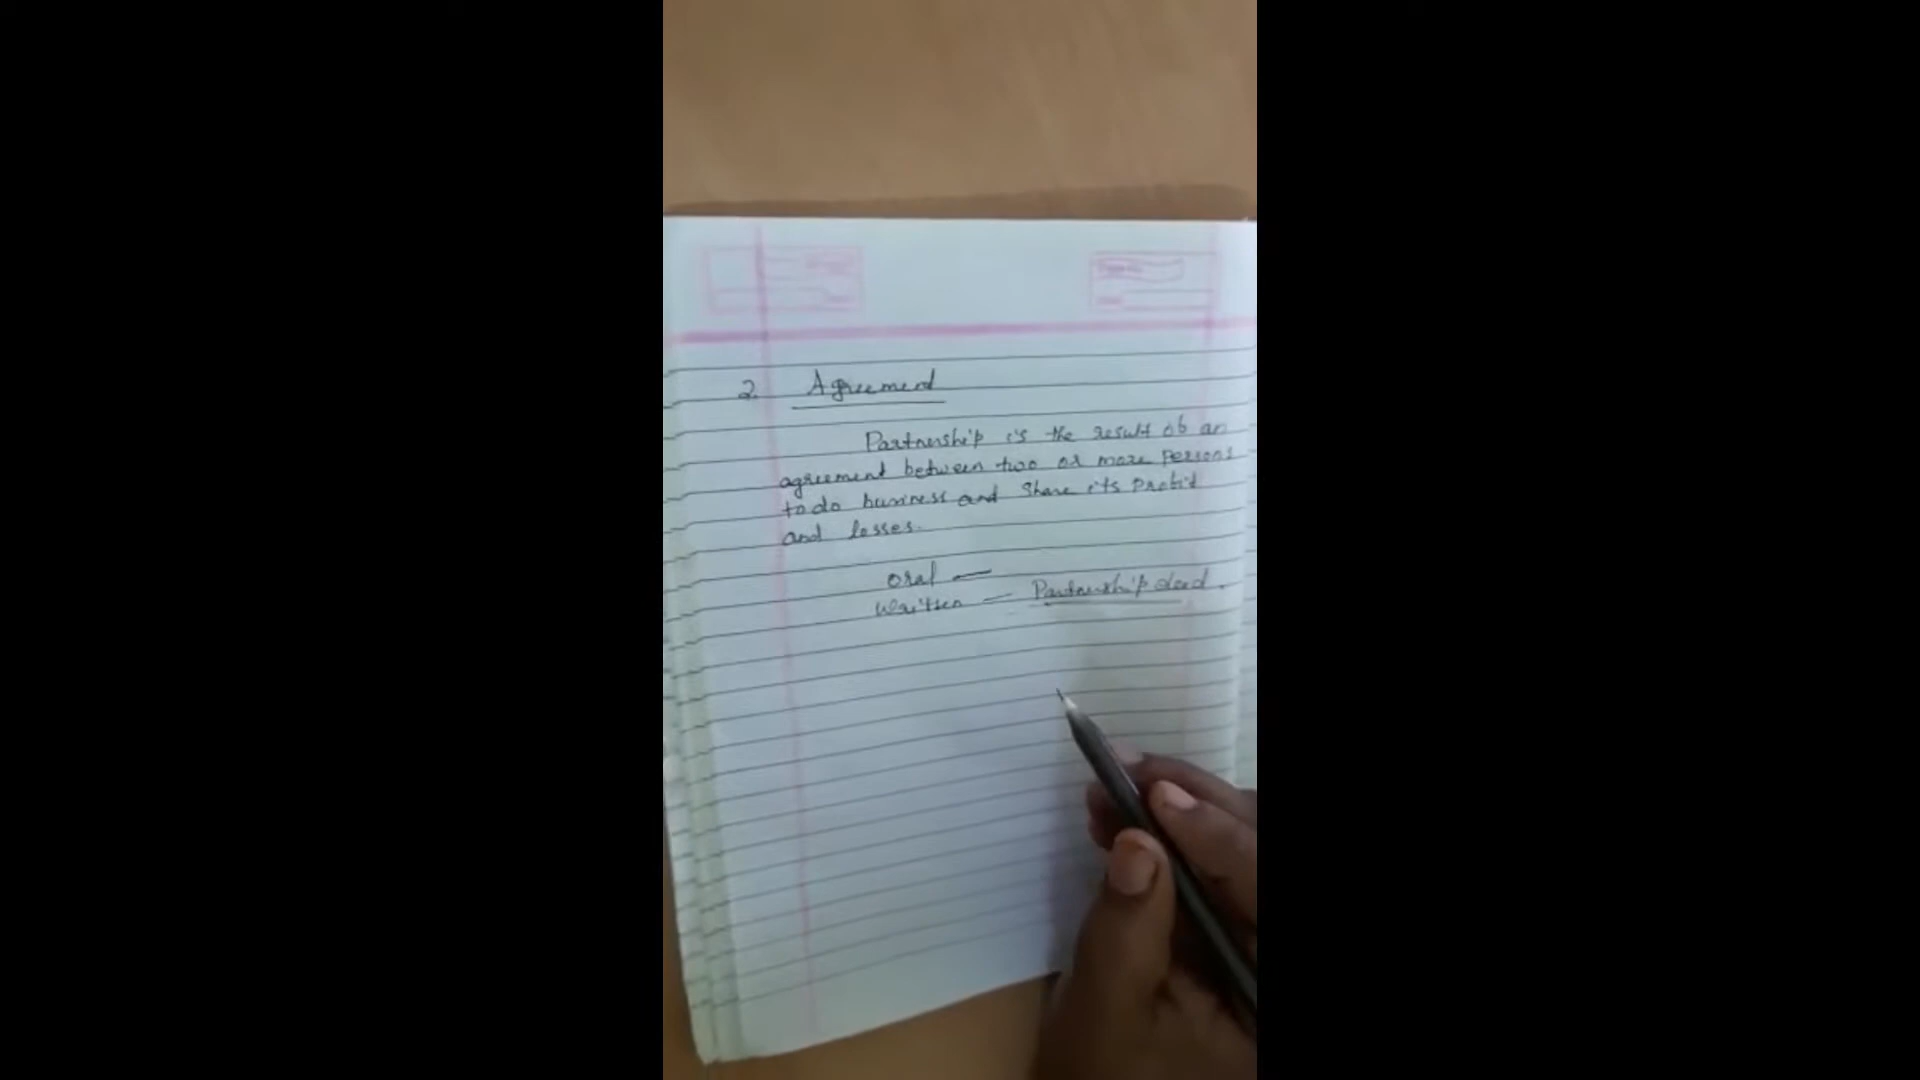 2. Agreement
Partnership is the result of an
agreement between two or more persons
to do business and share its profit
and losses.
oral —
written — Partnership deed.